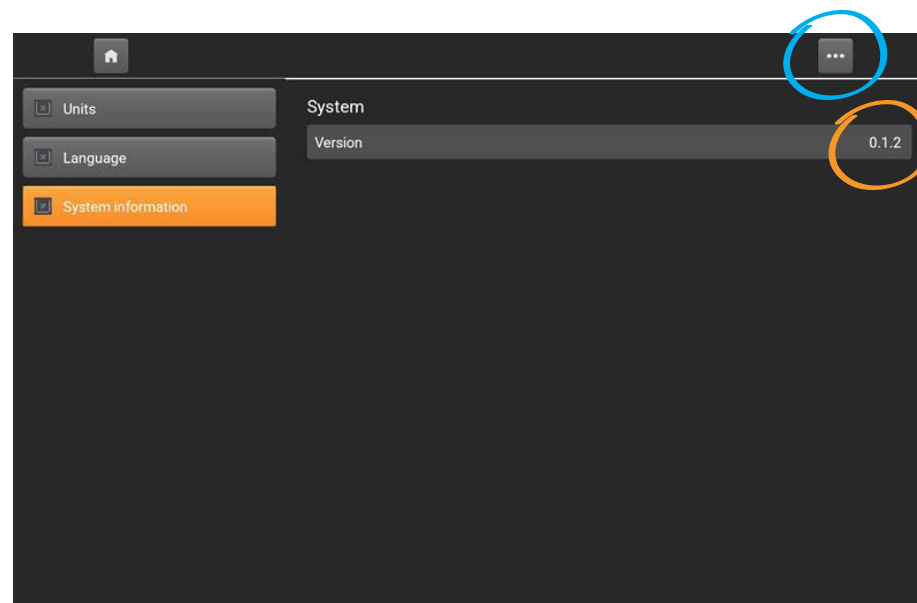 Units
Language
System information
System
Version 0.1.2